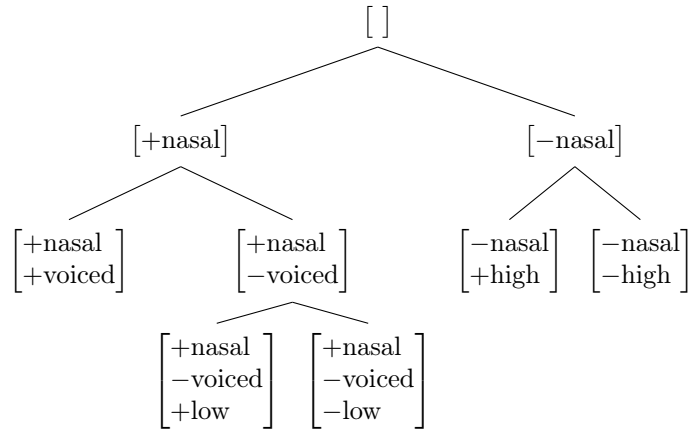 [ ]
[+nasal] [−nasal]
[+nasal +voiced] [+nasal −voiced] [−nasal +high] [−nasal −high]
[+nasal −voiced +low] [+nasal −voiced −low]